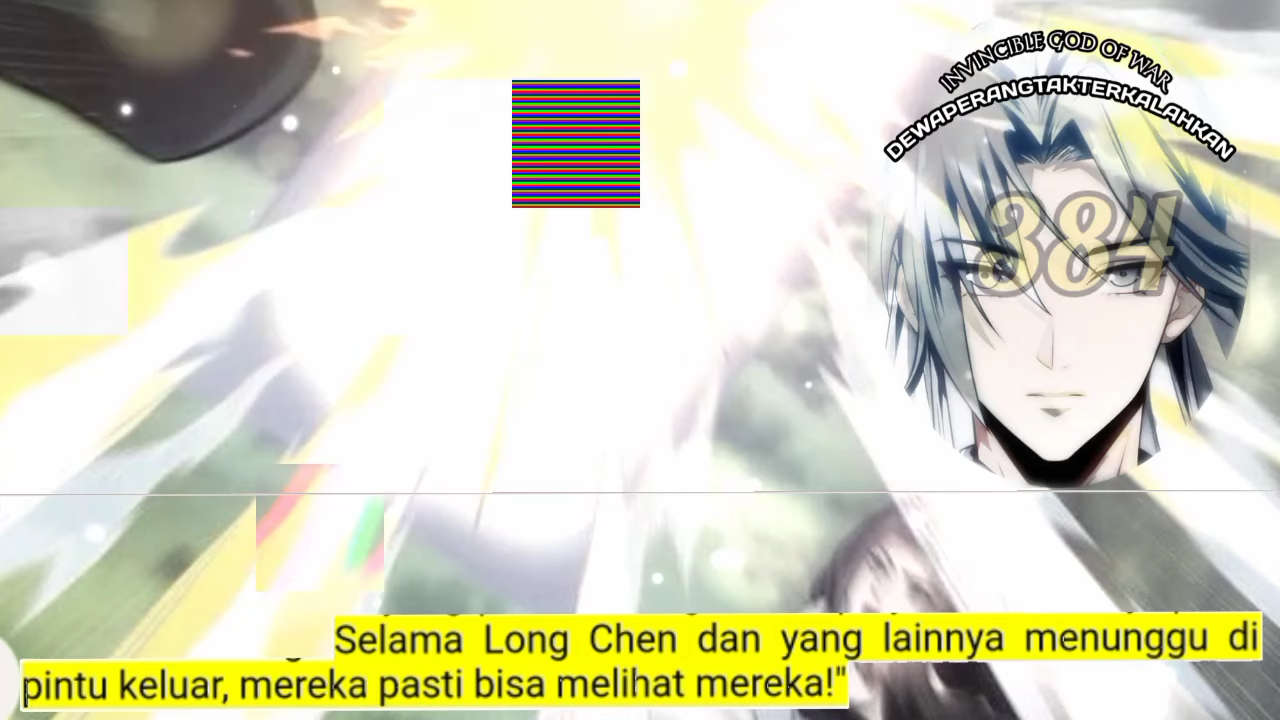 INVINCIBLE GOD OF WAR
DEWAPERANGTAKTERKALAHKAN
384
Selama Long Chen dan yang lainnya menunggu di
pintu keluar, mereka pasti bisa melihat mereka!"